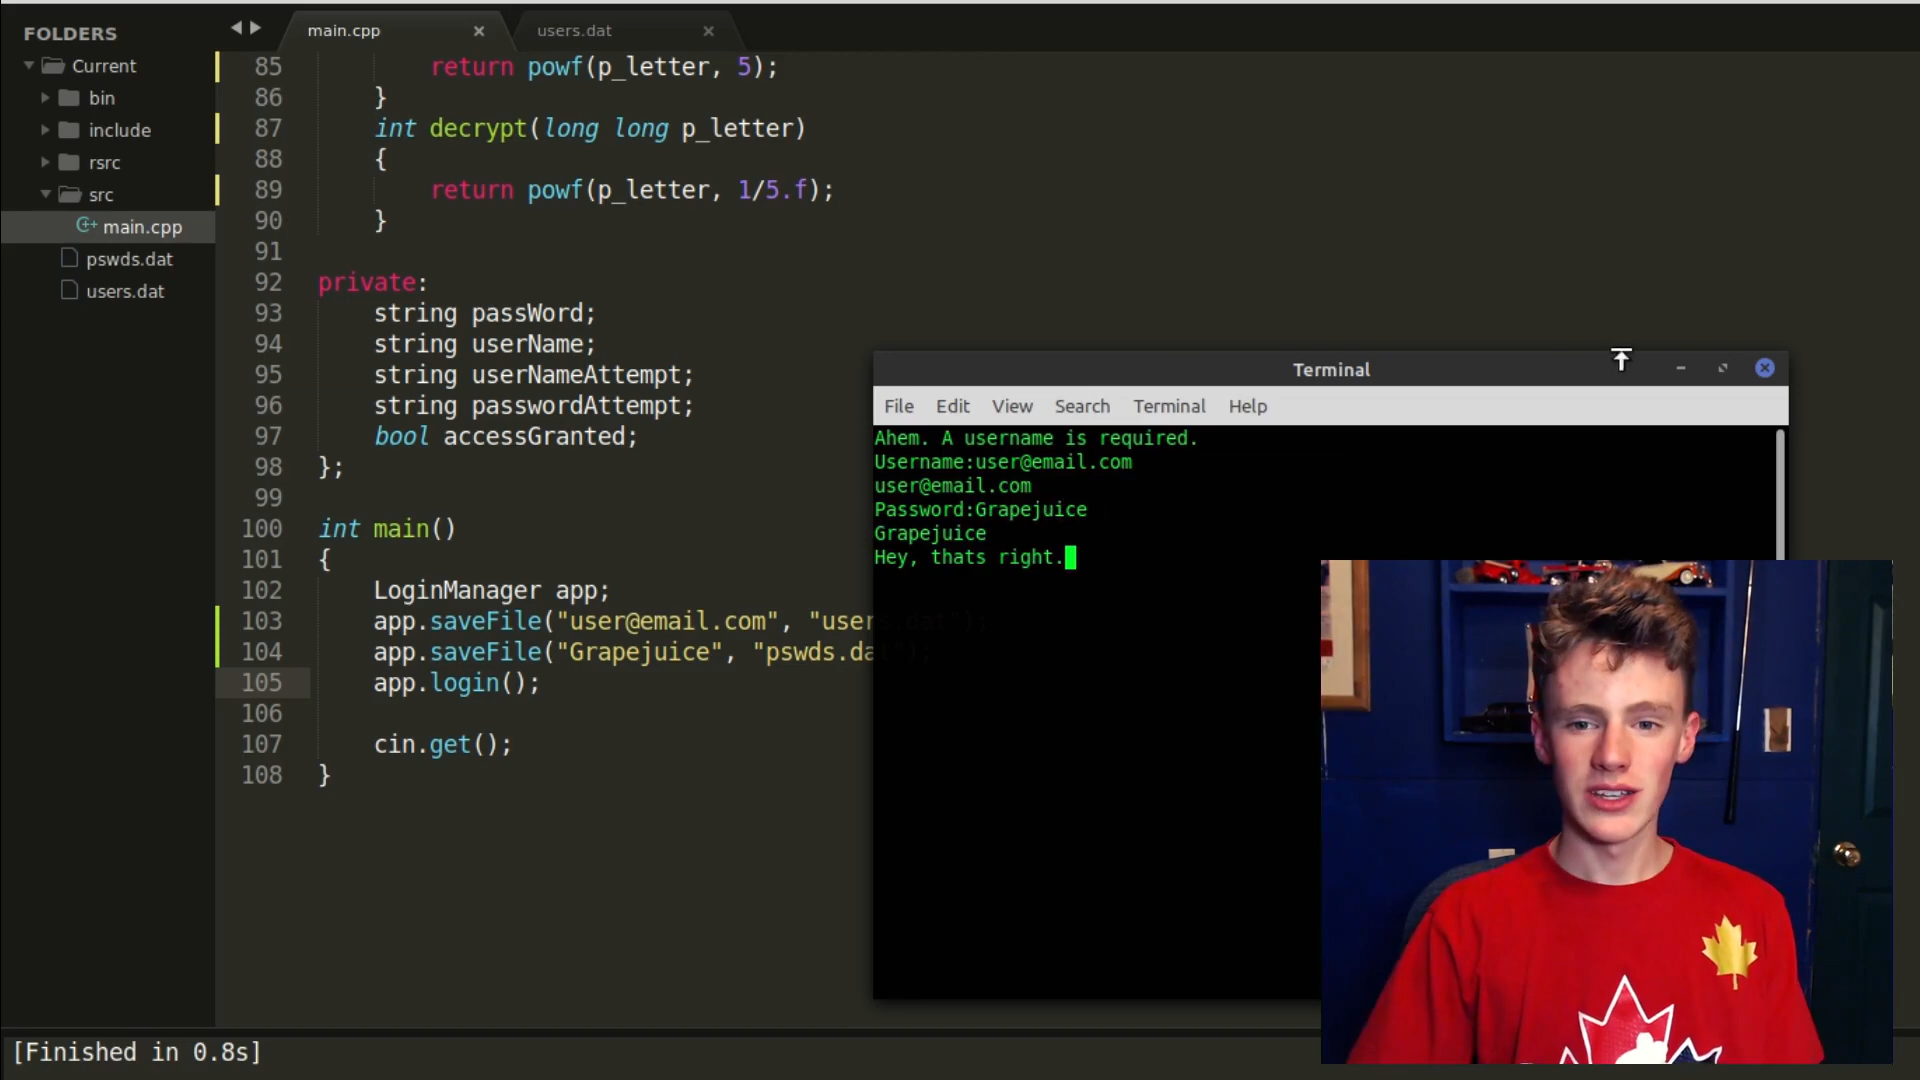 FOLDERS
Current
bin
include
rsrc
src
main.cpp
pswds.dat
users.dat
main.cpp
users.dat
85 return powf(p_letter, 5);
86 }
87 int decrypt(long long p_letter)
88 {
89 return powf(p_letter, 1/5.f);
90 }
91
92 private:
93 string passWord;
94 string userName;
95 string userNameAttempt;
96 string passwordAttempt;
97 bool accessGranted;
98 };
99
100 int main()
101 {
102 LoginManager app;
103 app.saveFile("user@email.com", "users.dat");
104 app.saveFile("Grapejuice", "pswds.dat");
105 app.login();
106
107 cin.get();
108 }
Terminal
File Edit View Search Terminal Help
Ahem. A username is required.
Username:user@email.com
user@email.com
Password:Grapejuice
Grapejuice
Hey, thats right.
[Finished in 0.8s]